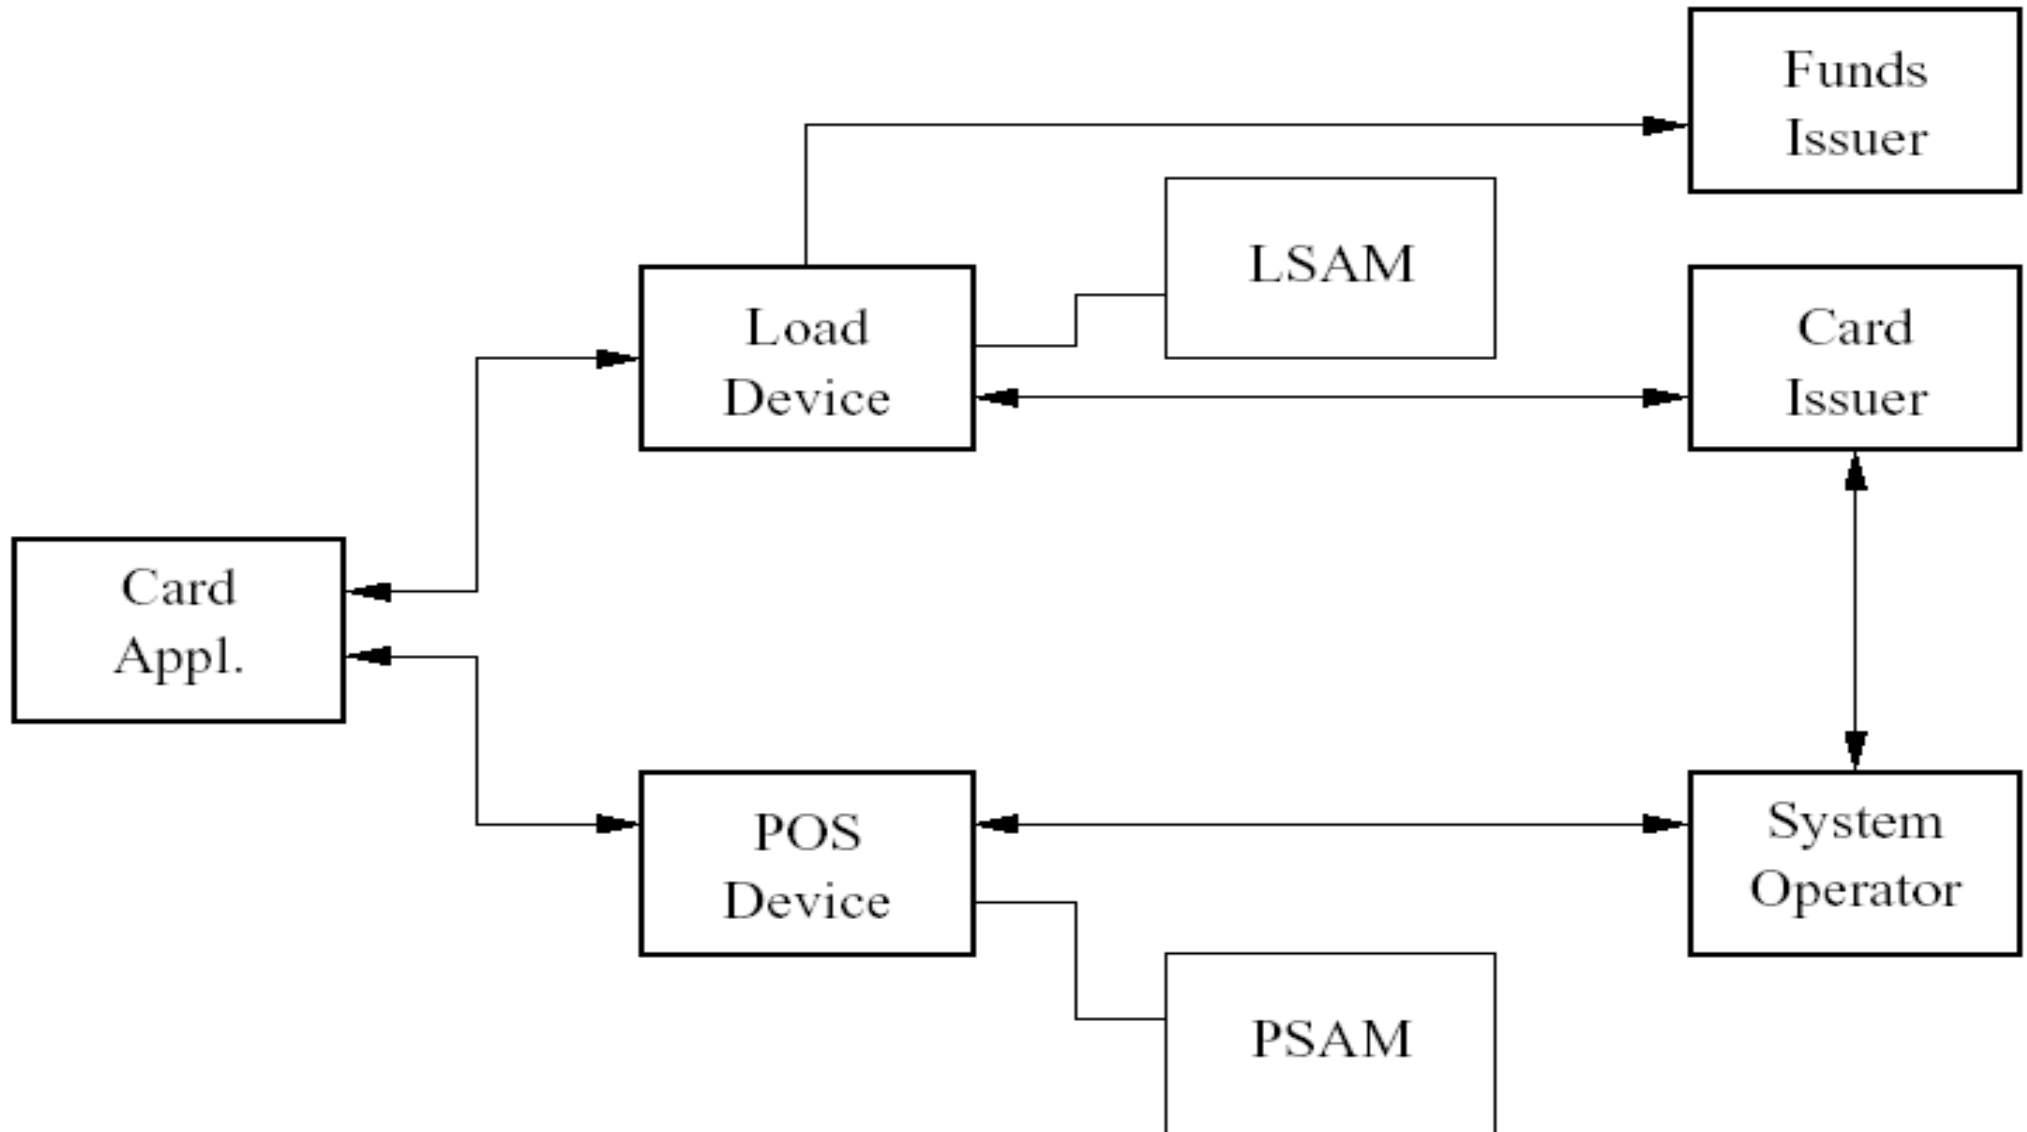 Funds
Issuer
LSAM
Load
Device
Card
Issuer
Card
Appl.
POS
Device
System
Operator
PSAM